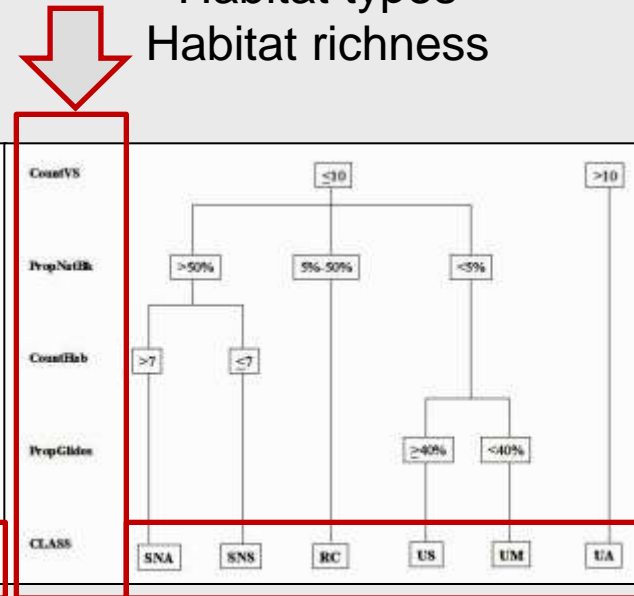 Habitat types
Habitat richness
CountVS ≤10 >10
PropNatBk >50% 5%-50% <5%
CountHab >7 ≤7
PropGlides ≥40% <40%
CLASS SNA SNS RC US UM UA